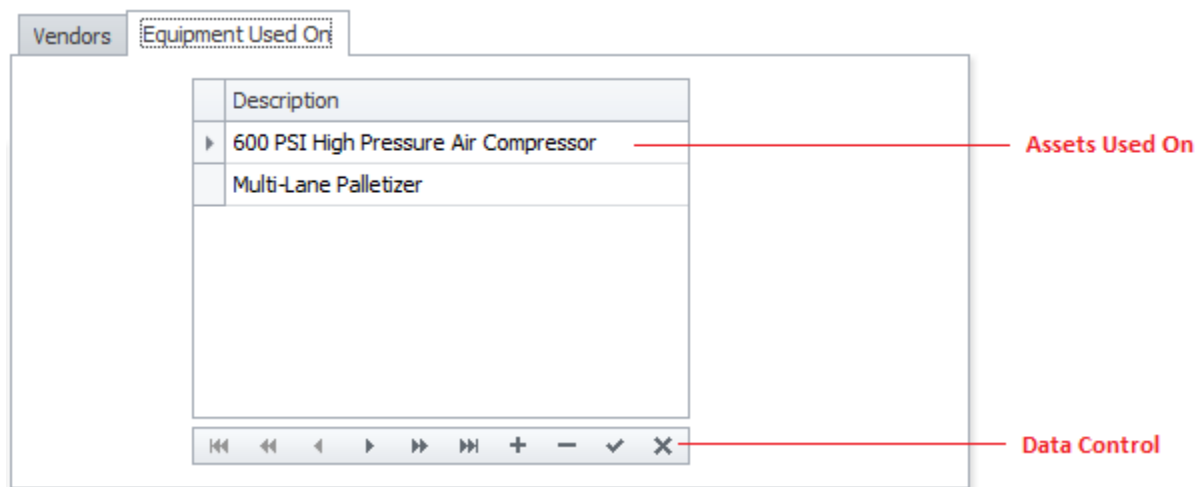 Vendors
Equipment Used On
Description
600 PSI High Pressure Air Compressor
Assets Used On
Multi-Lane Palletizer
Data Control